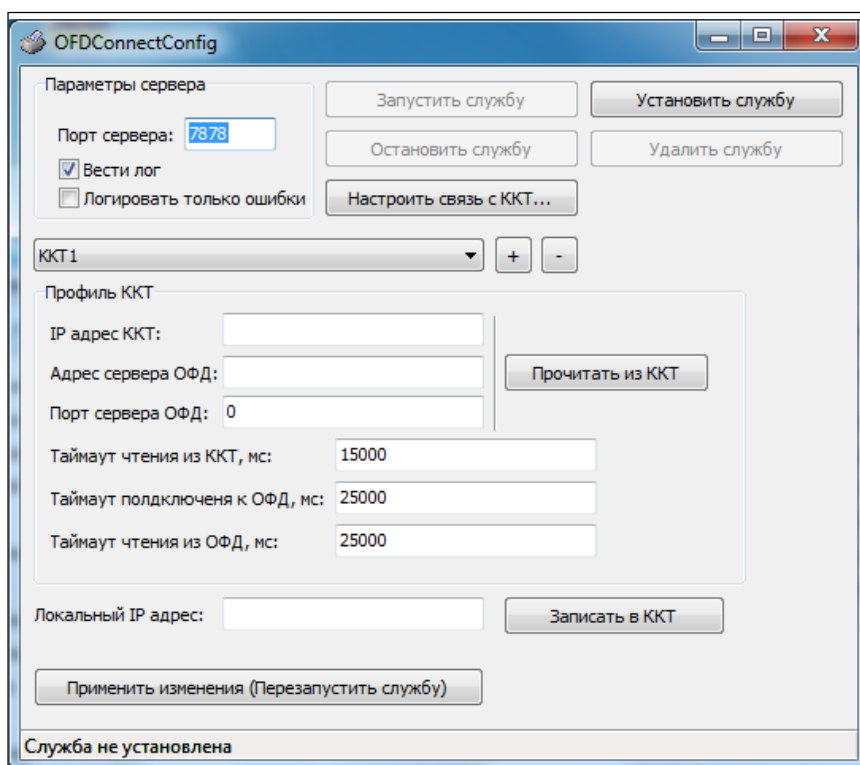 OFDConnectConfig
Параметры сервера
Порт сервера: 7878
Вести лог
Логировать только ошибки
Запустить службу
Установить службу
Остановить службу
Удалить службу
Настроить связь с ККТ...
ККТ1
+
-
Профиль ККТ
IP адрес ККТ:
Адрес сервера ОФД:
Прочитать из ККТ
Порт сервера ОФД: 0
Таймаут чтения из ККТ, мс: 15000
Таймаут полдключеня к ОФД, мс: 25000
Таймаут чтения из ОФД, мс: 25000
Локальный IP адрес:
Записать в ККТ
Применить изменения (Перезапустить службу)
Служба не установлена